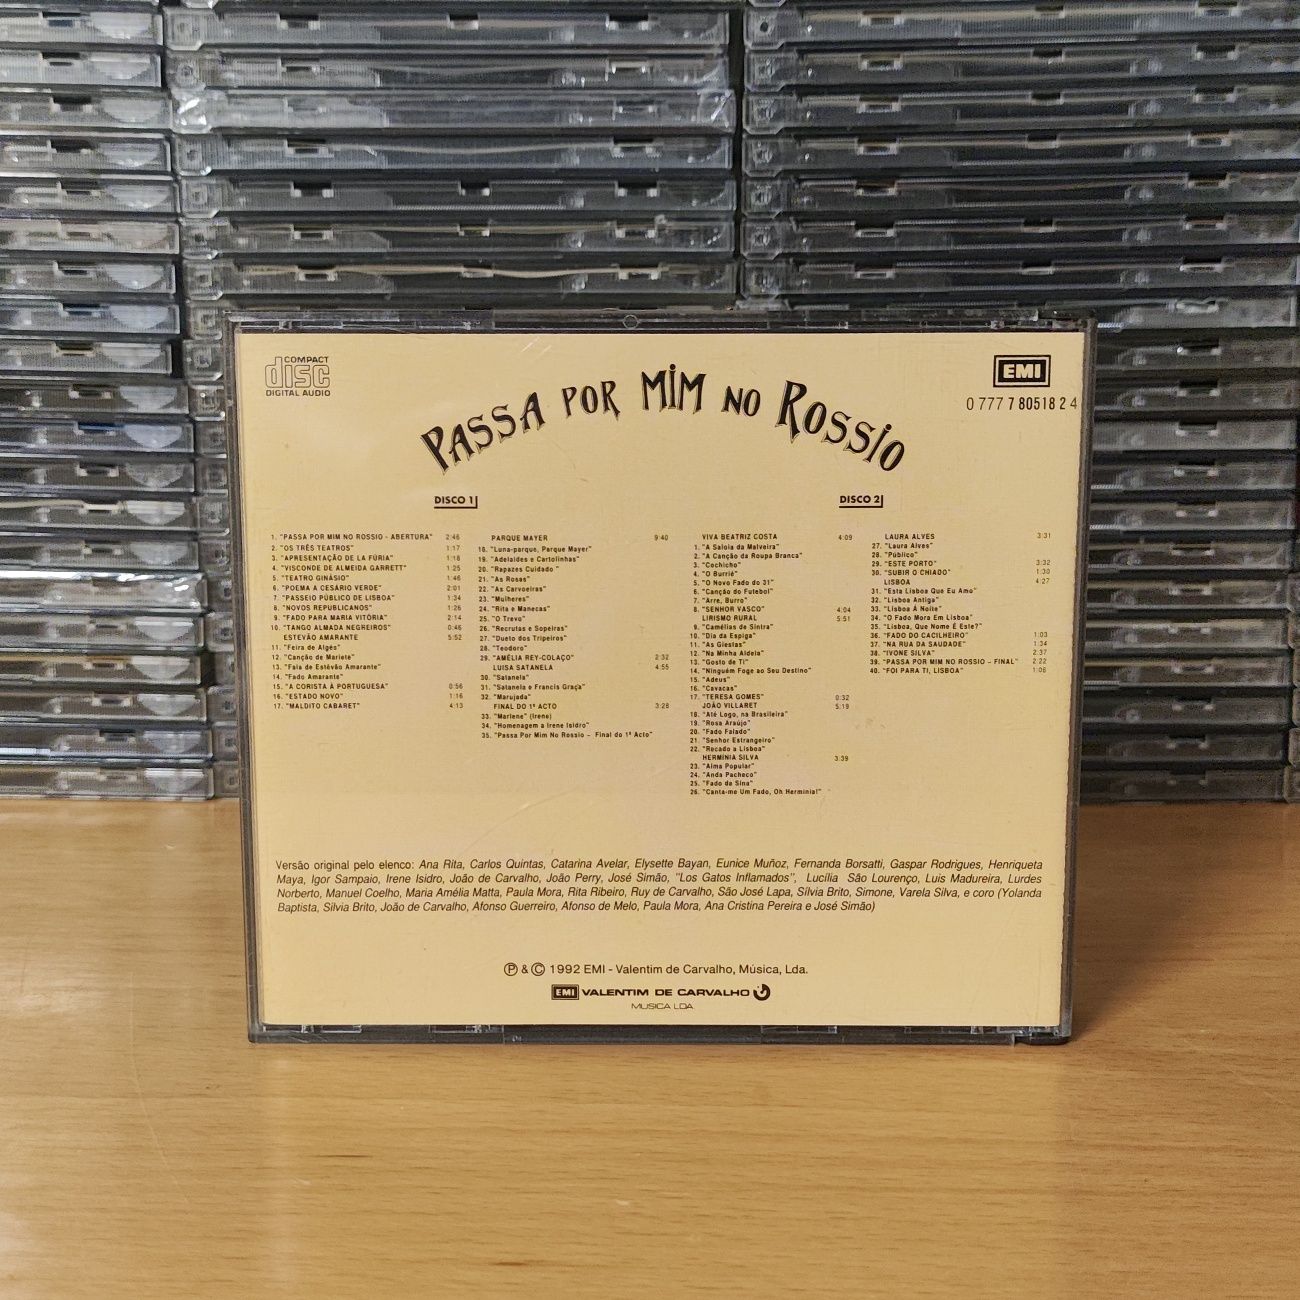 COMPACT
disc
DIGITAL AUDIO
EMI
0 777 7 80518 2 4
PASSA POR MIM NO ROSSIO
DISCO 1
1. "PASSA POR MIM NO ROSSIO - ABERTURA" 2:46
2. "OS TRÊS TEATROS" 1:17
3. "APRESENTAÇÃO DE LA FÚRIA" 1:18
4. "VISCONDE DE ALMEIDA GARRETT" 1:25
5. "TEATRO GINÁSIO" 1:46
6. "POEMA A CESÁRIO VERDE" 2:01
7. "PASSEIO PÚBLICO DE LISBOA" 1:34
8. "NOVOS REPUBLICANOS" 1:26
9. "FADO PARA MARIA VITÓRIA" 2:14
10. "TANGO ALMADA NEGREIROS" 0:46
ESTEVÃO AMARANTE 5:52
11. "Feira de Algés"
12. "Canção de Mariete"
13. "Faia de Estêvão Amarante"
14. "Fado Amarante"
15. "A CORISTA À PORTUGUESA" 0:56
16. "ESTADO NOVO" 1:16
17. "MALDITO CABARET" 4:13
PARQUE MAYER 9:40
18. "Luna-parque, Parque Mayer"
19. "Adelaides e Cartolinhas"
20. "Rapazes Cuidado "
21. "As Rosas"
22. "As Carvoeiras"
23. "Mulheres"
24. "Rita e Manecas"
25. "O Trevo"
26. "Recrutas e Sopeiras"
27. "Dueto dos Tripeiros"
28. "Teodoro"
29. "AMÉLIA REY-COLAÇO" 2:32
LUISA SATANELA 4:55
30. "Satanela"
31. "Satanela e Francis Graça"
32. "Marujada"
FINAL DO 1º ACTO 3:28
33. "Marlene" (Irene)
34. "Homenagem a Irene Isidro"
35. "Passa Por Mim No Rossio - Final do 1º Acto"
DISCO 2
VIVA BEATRIZ COSTA 4:09
1. "A Saloia da Malveira"
2. "A Canção da Roupa Branca"
3. "Cochicho"
4. "O Burrié"
5. "O Novo Fado do 31"
6. "Canção do Futebol"
7. "Arre, Burro"
8. "SENHOR VASCO" 4:04
LIRISMO RURAL 5:51
9. "Camélias de Sintra"
10. "Dia da Espiga"
11. "As Giestas"
12. "Na Minha Aldeia"
13. "Gosto de Ti"
14. "Ninguém Foge ao Seu Destino"
15. "Adeus"
16. "Cavacas"
17. "TERESA GOMES" 0:32
JOÃO VILLARET 5:19
18. "Até Logo, na Brasileira"
19. "Rosa Araújo"
20. "Fado Falado"
21. "Senhor Estrangeiro"
22. "Recado a Lisboa"
HERMINIA SILVA 3:39
23. "Alma Popular"
24. "Anda Pacheco"
25. "Fado da Sina"
26. "Canta-me Um Fado, Oh Herminia!"
LAURA ALVES 3:31
27. "Laura Alves"
28. "Público"
29. "ESTE PORTO" 3:32
30. "SUBIR O CHIADO" 1:30
LISBOA 4:27
31. "Esta Lisboa Que Eu Amo"
32. "Lisboa Antiga"
33. "Lisboa À Noite"
34. "O Fado Mora Em Lisboa"
35. "Lisboa, Que Nome É Este?"
36. "FADO DO CACILHEIRO" 1:03
37. "NA RUA DA SAUDADE" 1:34
38. "IVONE SILVA" 2:37
39. "PASSA POR MIM NO ROSSIO - FINAL" 2:22
40. "FOI PARA TI, LISBOA" 1:06
Versão original pelo elenco: Ana Rita, Carlos Quintas, Catarina Avelar, Elysette Bayan, Eunice Muñoz, Fernanda Borsatti, Gaspar Rodrigues, Henriqueta
Maya, Igor Sampaio, Irene Isidro, João de Carvalho, João Perry, José Simão, "Los Gatos Inflamados", Lucília São Lourenço, Luis Madureira, Lurdes
Norberto, Manuel Coelho, Maria Amélia Matta, Paula Mora, Rita Ribeiro, Ruy de Carvalho, São José Lapa, Sílvia Brito, Simone, Varela Silva, e coro (Yolanda
Baptista, Silvia Brito, João de Carvalho, Afonso Guerreiro, Afonso de Melo, Paula Mora, Ana Cristina Pereira e José Simão)
Ⓟ & © 1992 EMI - Valentim de Carvalho, Música, Lda.
EMI VALENTIM DE CARVALHO
MUSICA LDA.